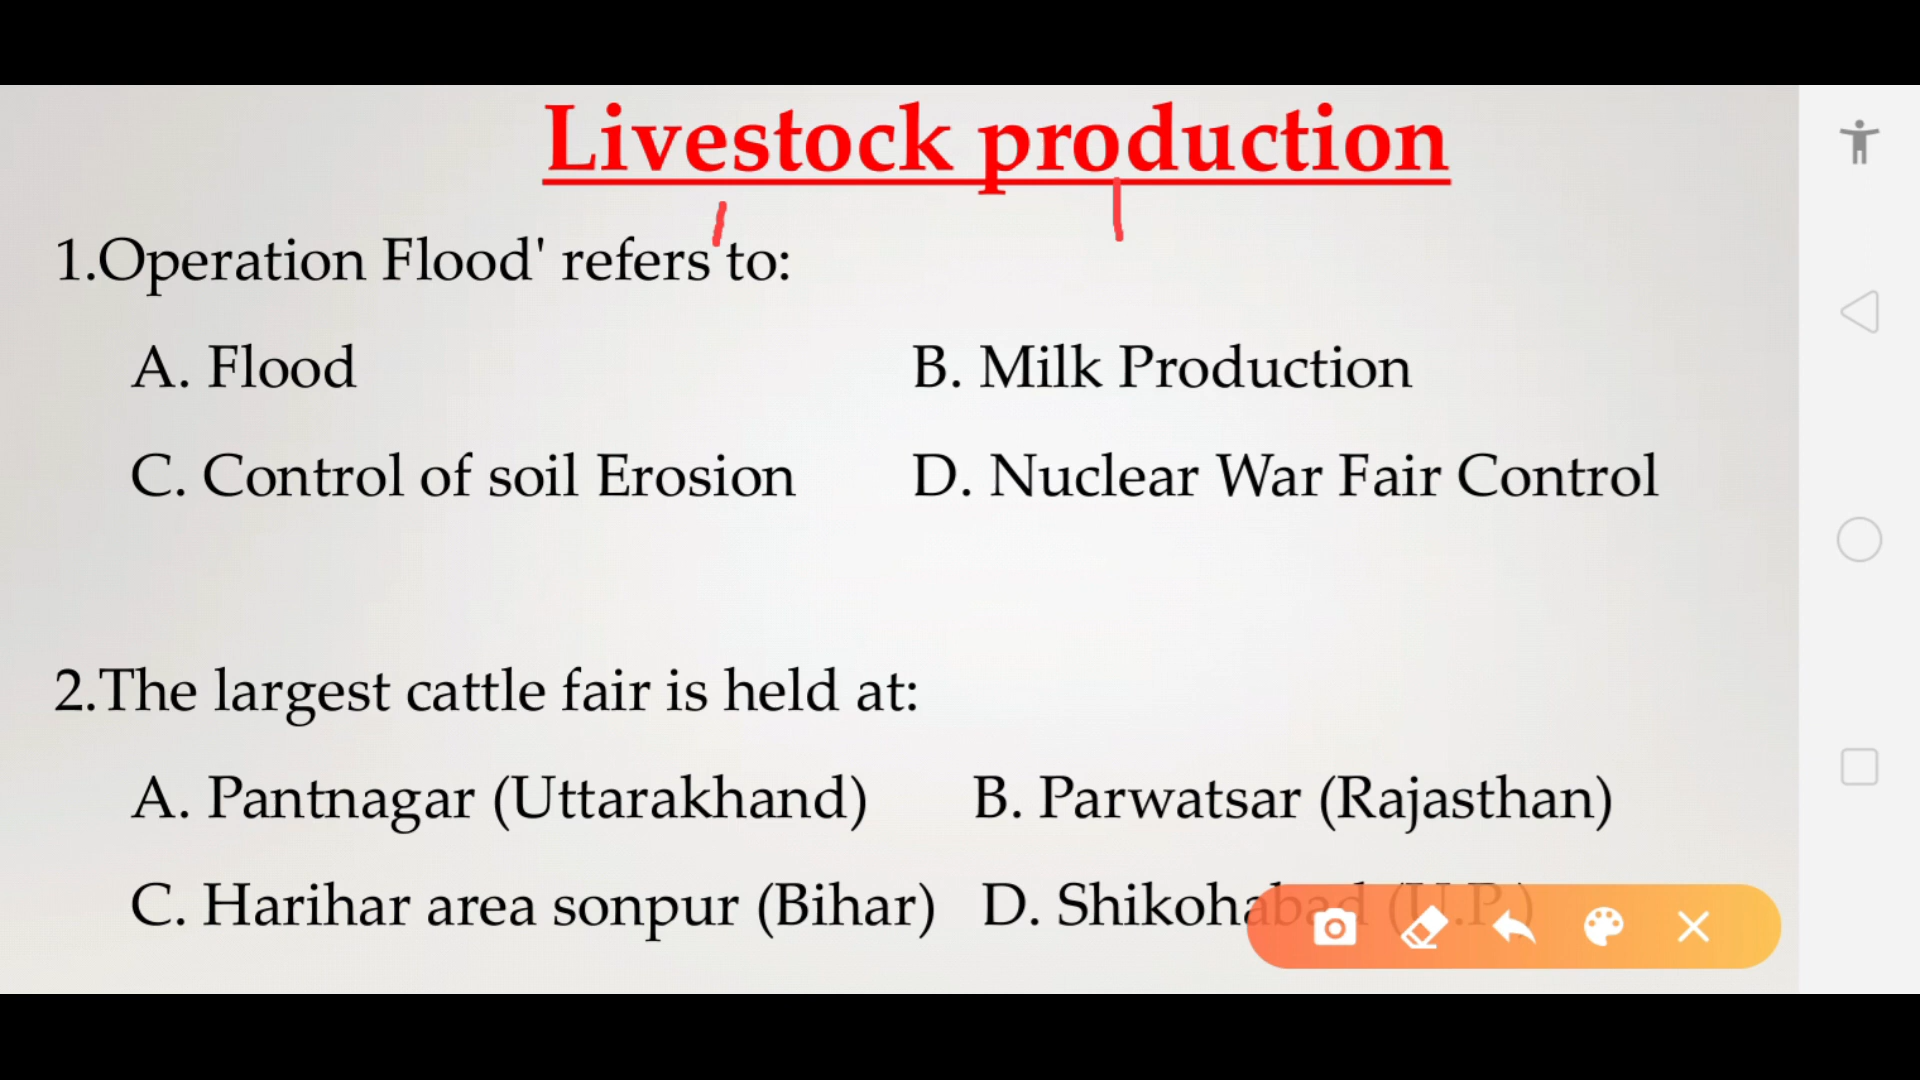 Livestock production
1.Operation Flood' refers to:
A. Flood B. Milk Production
C. Control of soil Erosion D. Nuclear War Fair Control
2.The largest cattle fair is held at:
A. Pantnagar (Uttarakhand) B. Parwatsar (Rajasthan)
C. Harihar area sonpur (Bihar) D. Shikohabad (U.P.)